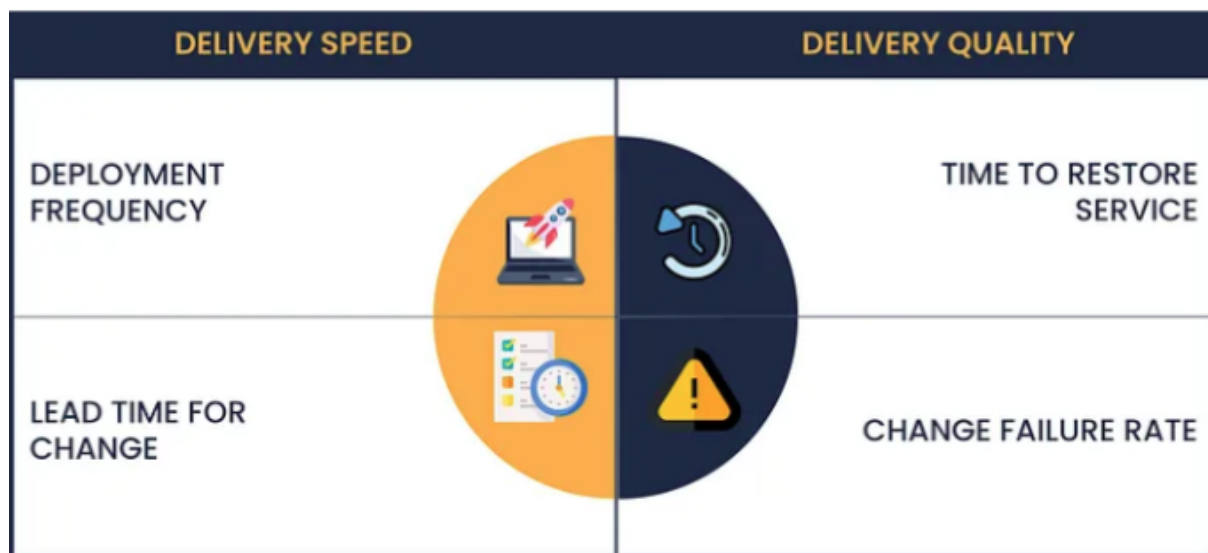 DELIVERY SPEED
DELIVERY QUALITY
DEPLOYMENT
FREQUENCY
TIME TO RESTORE
SERVICE
LEAD TIME FOR
CHANGE
CHANGE FAILURE RATE